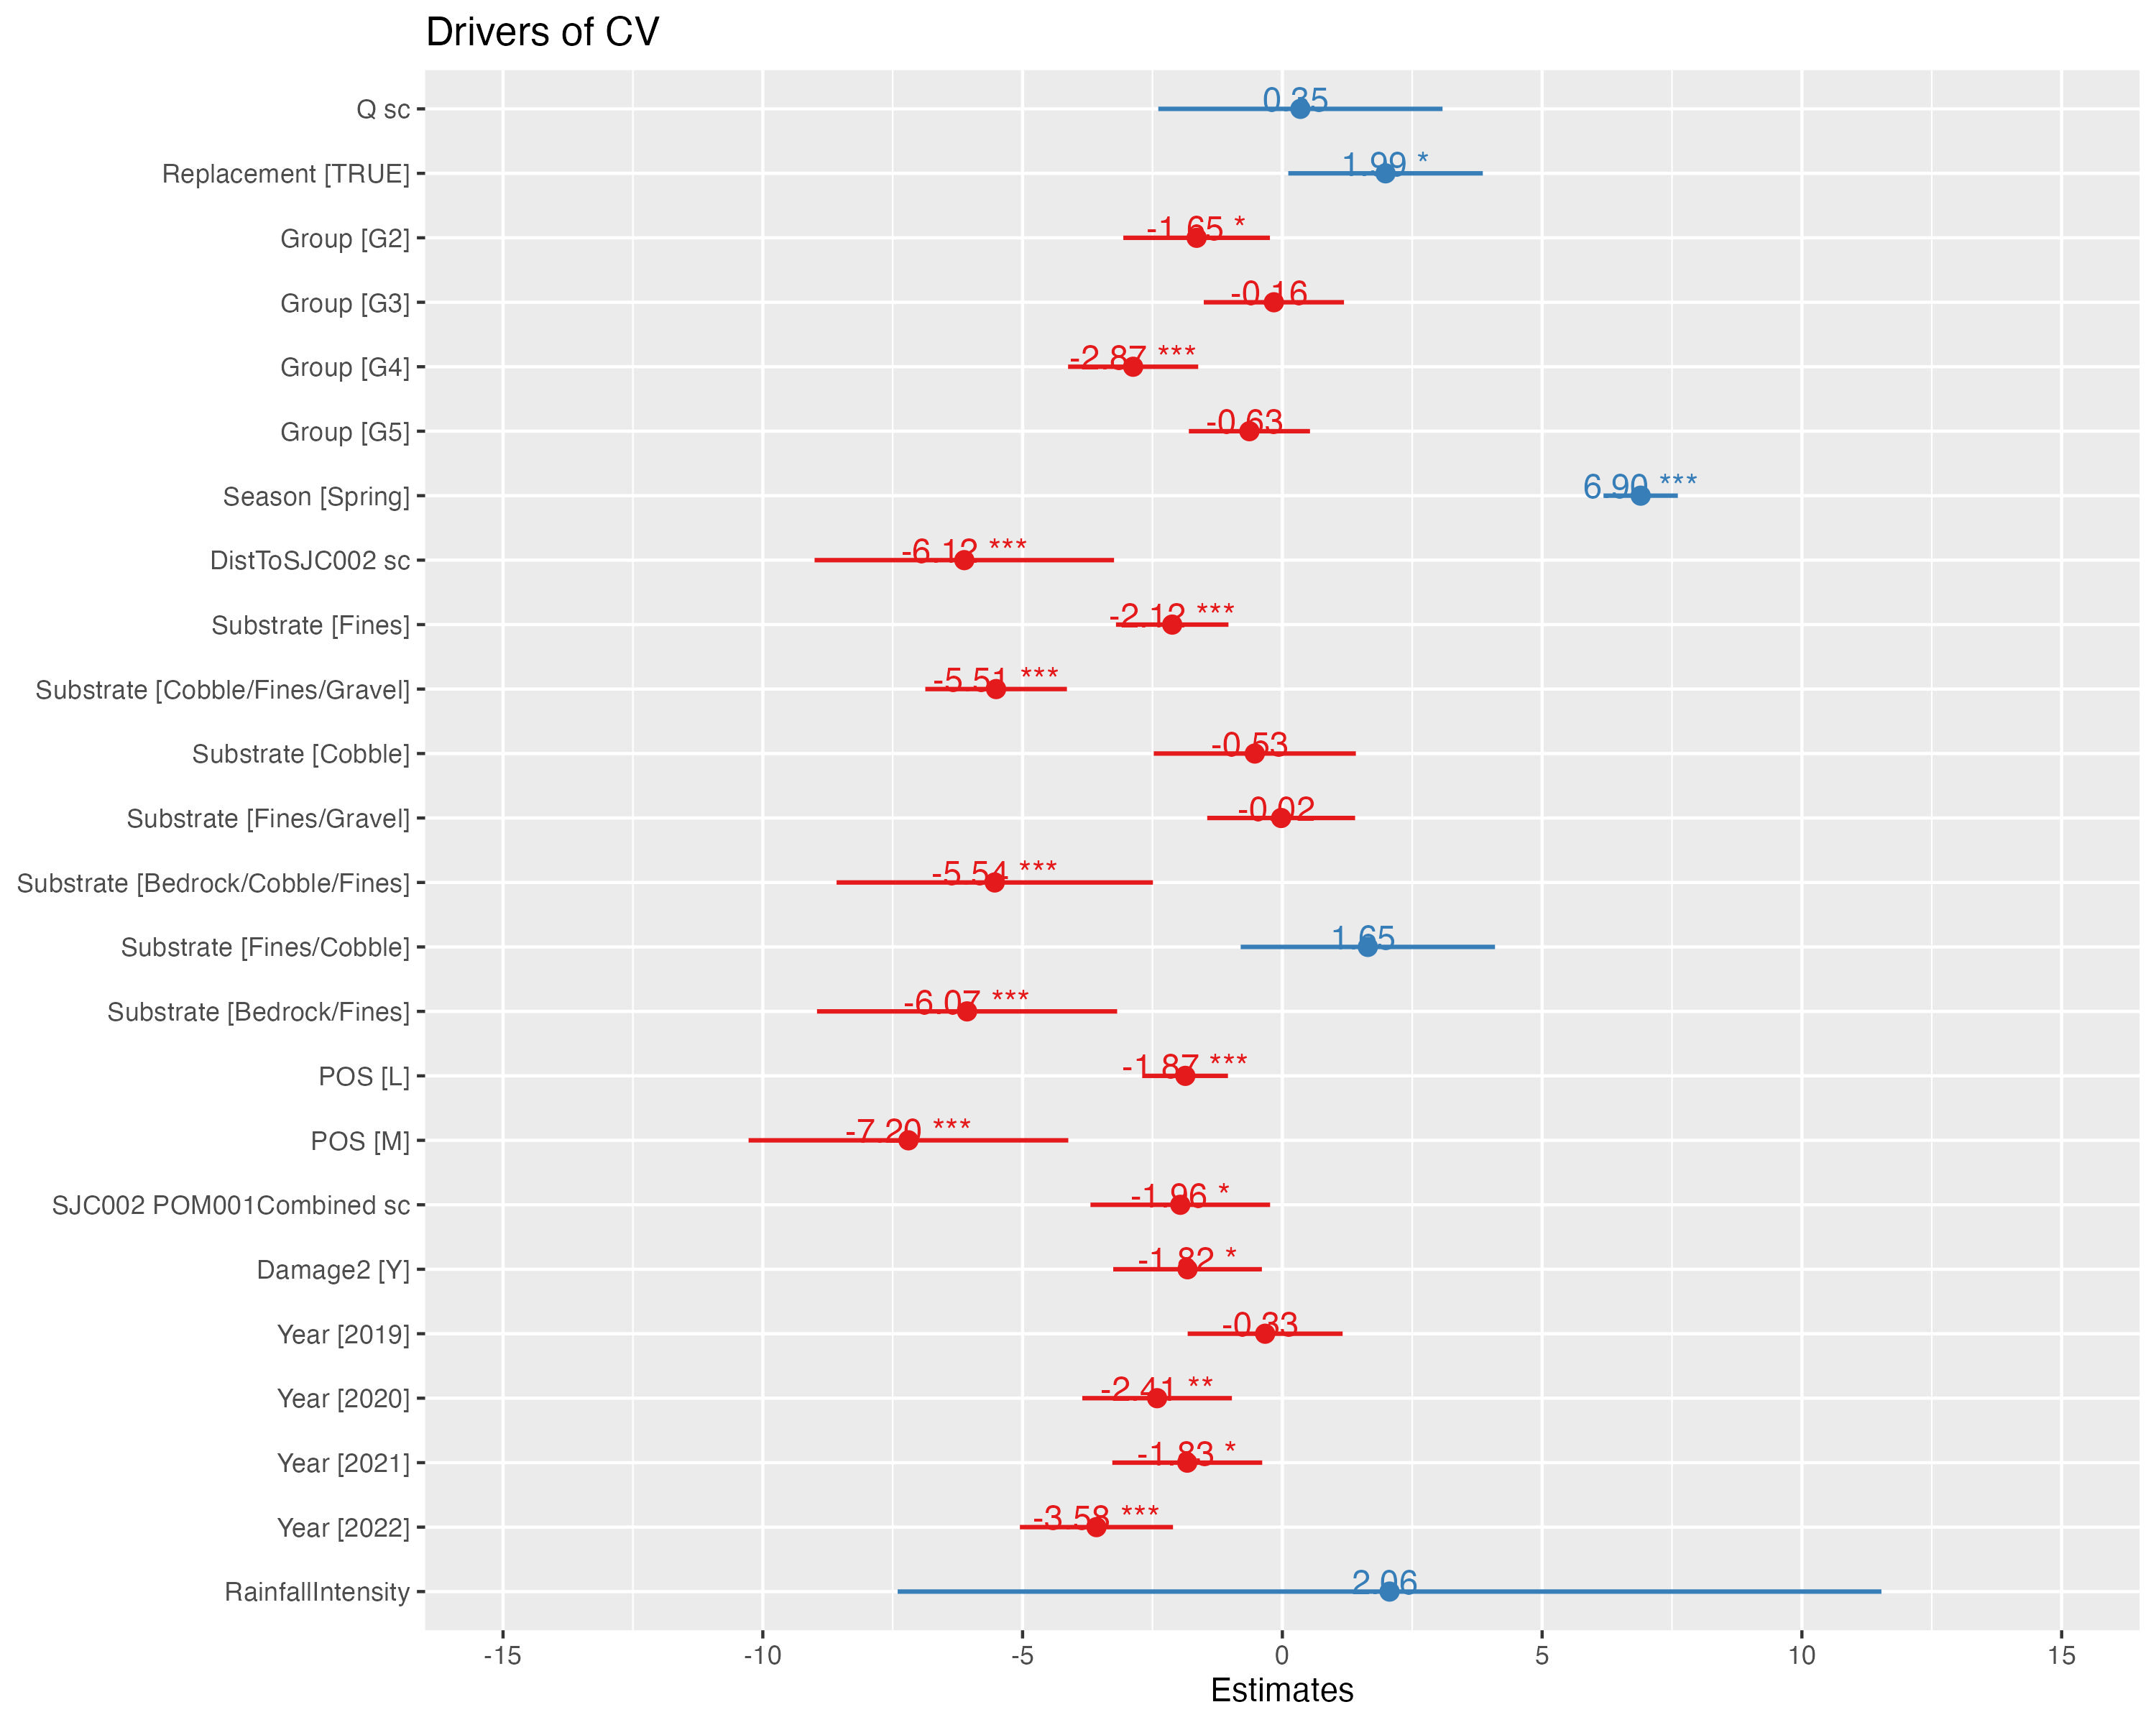 Drivers of CV
Q sc 0.35
Replacement [TRUE] 1.99 *
Group [G2] -1.65 *
Group [G3] -0.16
Group [G4] -2.87 ***
Group [G5] -0.63
Season [Spring] 6.90 ***
DistToSJC002 sc -6.12 ***
Substrate [Fines] -2.12 ***
Substrate [Cobble/Fines/Gravel] -5.51 ***
Substrate [Cobble] -0.53
Substrate [Fines/Gravel] -0.02
Substrate [Bedrock/Cobble/Fines] -5.54 ***
Substrate [Fines/Cobble] 1.65
Substrate [Bedrock/Fines] -6.07 ***
POS [L] -1.87 ***
POS [M] -7.20 ***
SJC002 POM001Combined sc -1.96 *
Damage2 [Y] -1.82 *
Year [2019] -0.33
Year [2020] -2.41 **
Year [2021] -1.83 *
Year [2022] -3.58 ***
RainfallIntensity 2.06
-15 -10 -5 0 5 10 15
Estimates